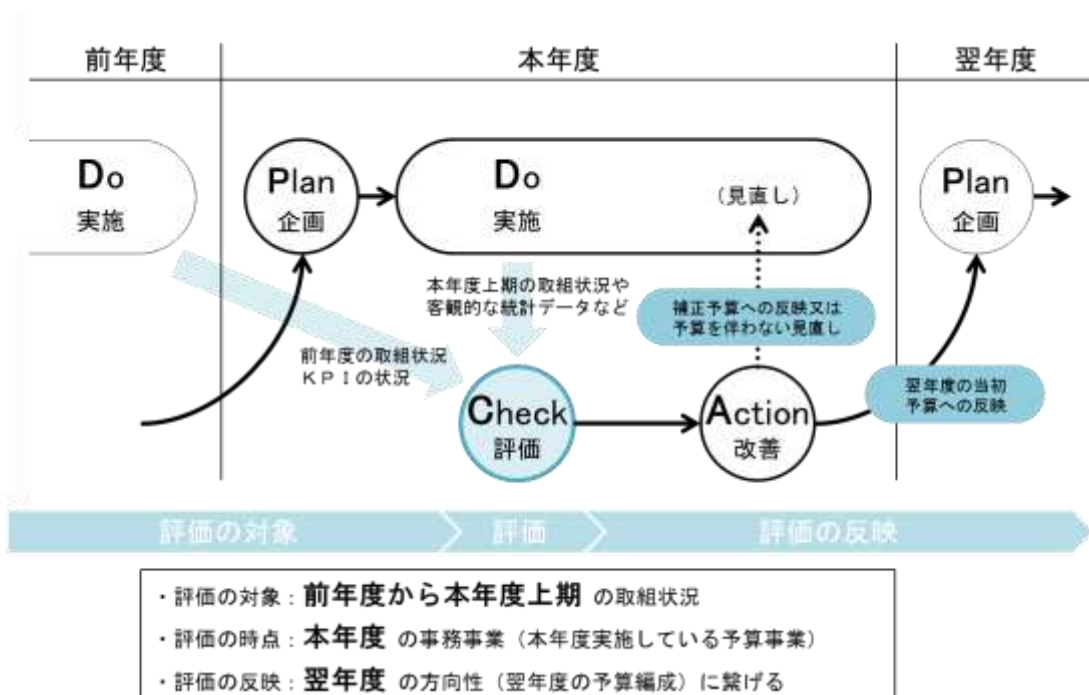 前年度
本年度
翌年度
Do
実施
Plan
企画
Do
実施
(見直し)
Plan
企画
本年度上期の取組状況や
客観的な統計データなど
補正予算への反映又は
予算を伴わない見直し
前年度の取組状況
ＫＰＩの状況
翌年度の当初
予算への反映
Check
評価
Action
改善
評価の対象
評価
評価の反映
・評価の対象：前年度から本年度上期 の取組状況
・評価の時点：本年度 の事務事業（本年度実施している予算事業）
・評価の反映：翌年度 の方向性（翌年度の予算編成）に繋げる